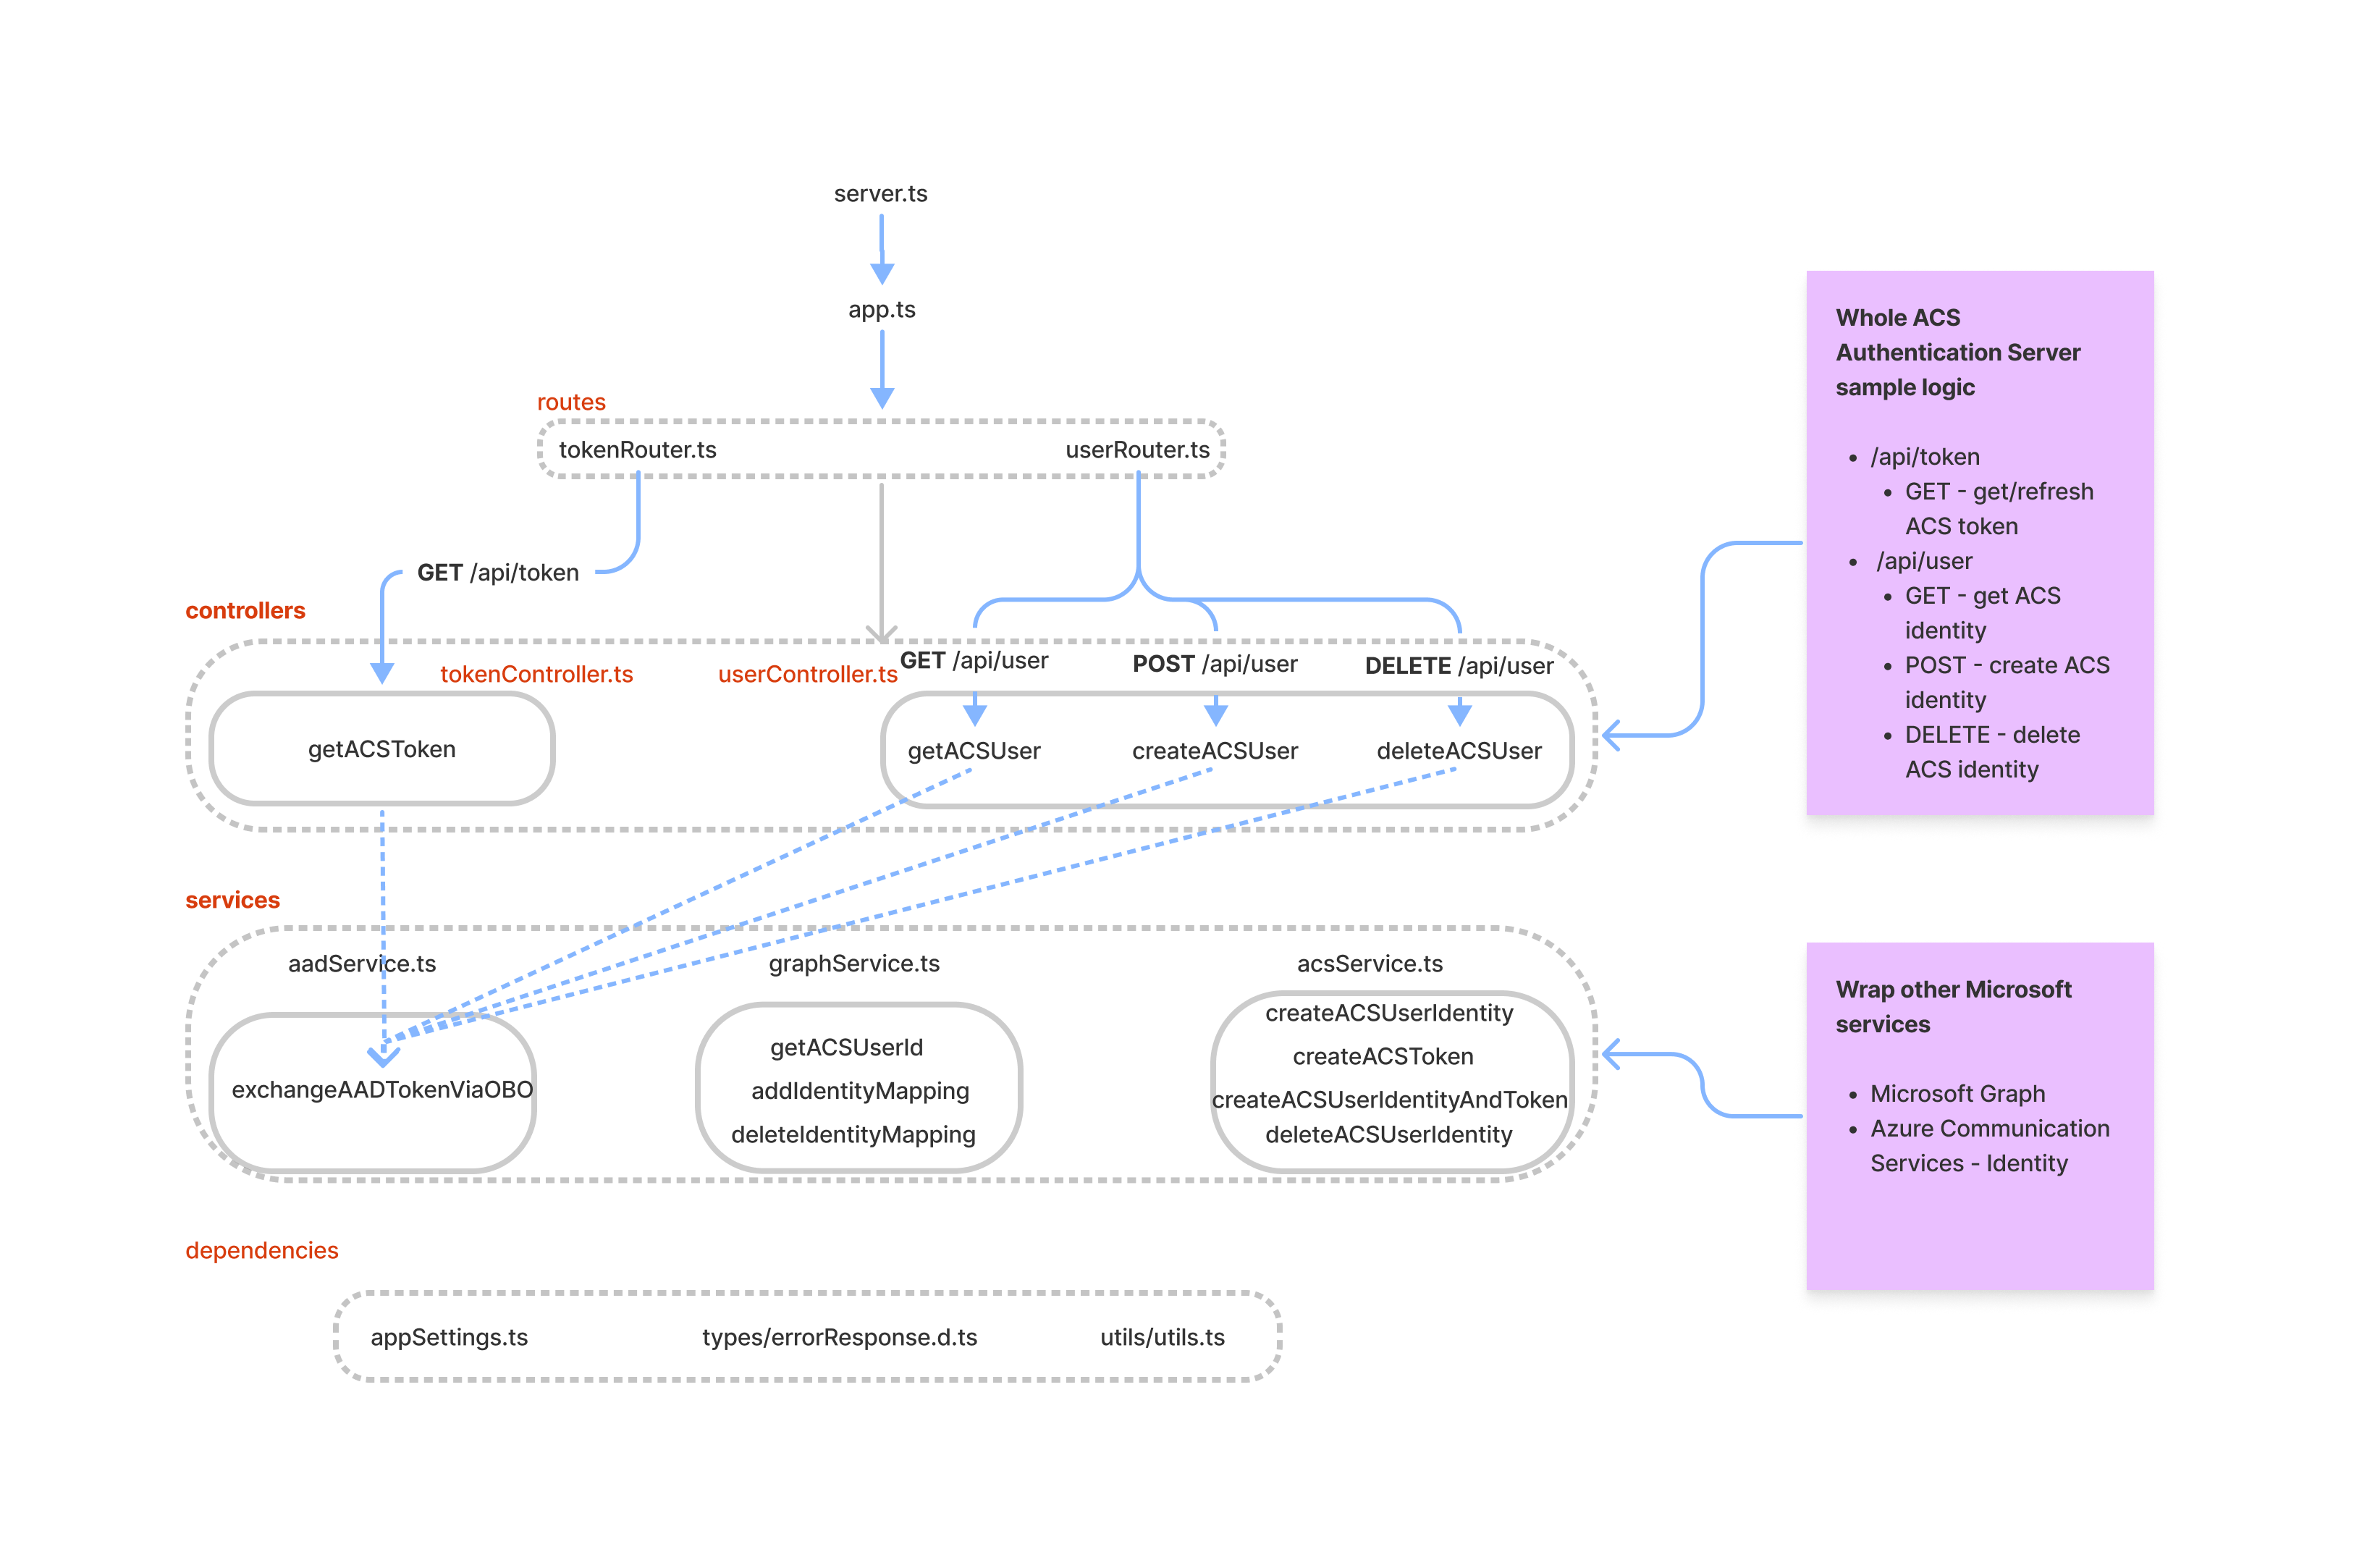 server.ts
app.ts
routes
tokenRouter.ts
userRouter.ts
GET /api/token
controllers
tokenController.ts
userController.ts
GET /api/user
POST /api/user
DELETE /api/user
getACSToken
getACSUser
createACSUser
deleteACSUser
services
aadService.ts
graphService.ts
acsService.ts
exchangeAADTokenViaOBO
getACSUserId
addIdentityMapping
deleteIdentityMapping
createACSUserIdentity
createACSToken
createACSUserIdentityAndToken
deleteACSUserIdentity
dependencies
appSettings.ts
types/errorResponse.d.ts
utils/utils.ts
Whole ACS
Authentication Server
sample logic
• /api/token
• GET - get/refresh
ACS token
• /api/user
• GET - get ACS
identity
• POST - create ACS
identity
• DELETE - delete
ACS identity
Wrap other Microsoft
services
• Microsoft Graph
• Azure Communication
Services - Identity